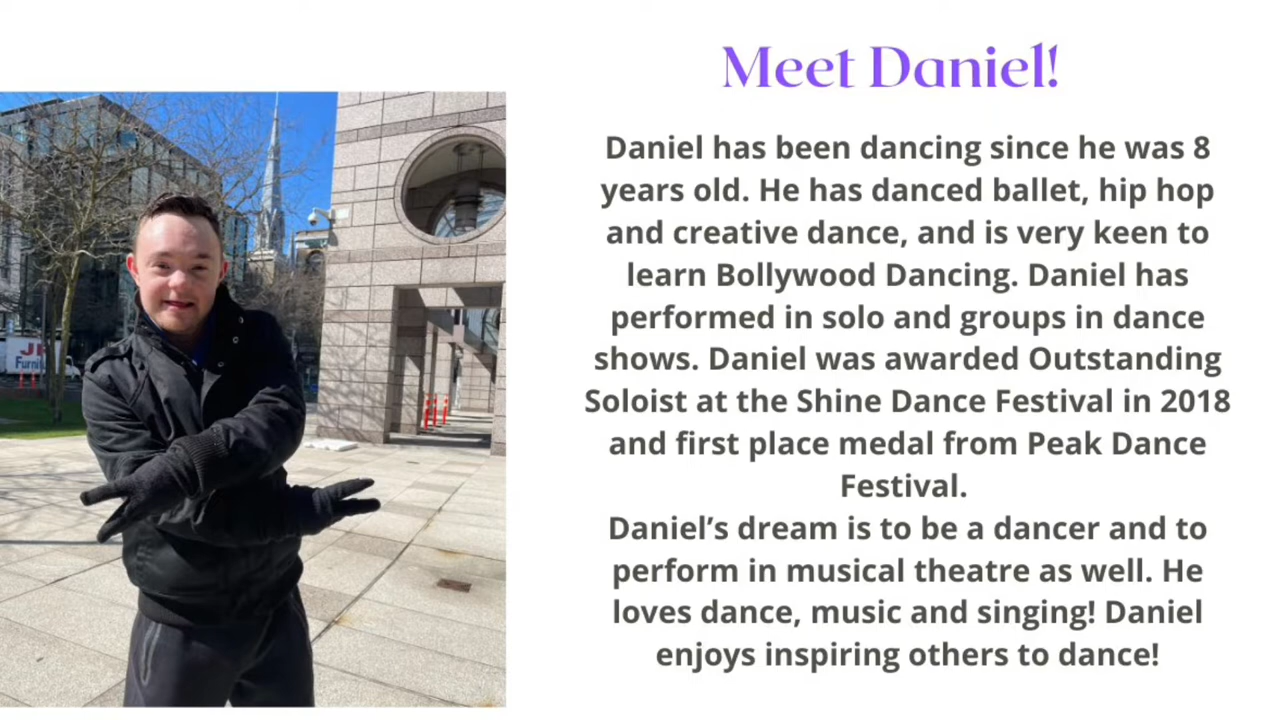 Meet Daniel!
Daniel has been dancing since he was 8
years old. He has danced ballet, hip hop
and creative dance, and is very keen to
learn Bollywood Dancing. Daniel has
performed in solo and groups in dance
shows. Daniel was awarded Outstanding
Soloist at the Shine Dance Festival in 2018
and first place medal from Peak Dance
Festival.
Daniel’s dream is to be a dancer and to
perform in musical theatre as well. He
loves dance, music and singing! Daniel
enjoys inspiring others to dance!
Furnit